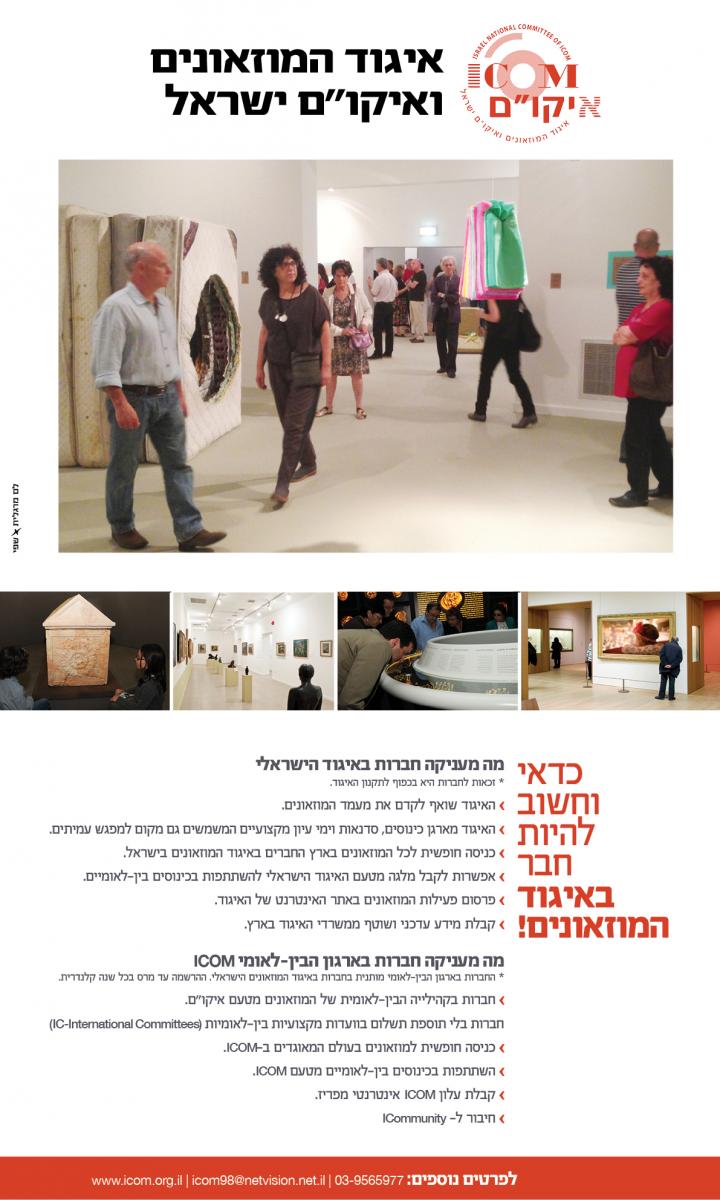 איגוד המוזאונים
ואיקו"ם ישראל
ISRAEL NATIONAL COMMITTEE OF ICOM
ICOM
איקו"ם
איגוד המוזאונים ואיקו"ם ישראל
כדאי
וחשוב
להיות
חבר
באיגוד
המוזאונים!
מה מעניקה חברות באיגוד הישראלי
* זכאות לחברות היא בכפוף לתקנון האיגוד.
› האיגוד שואף לקדם את מעמד המוזאונים.
› האיגוד מארגן כינוסים, סדנאות וימי עיון מקצועיים המשמשים גם מקום למפגש עמיתים.
› כניסה חופשית לכל המוזאונים בארץ החברים באיגוד המוזאונים בישראל.
› אפשרות לקבל מלגה מטעם האיגוד הישראלי להשתתפות בכינוסים בין-לאומיים.
› פרסום פעילות המוזאונים באתר האינטרנט של האיגוד.
› קבלת מידע עדכני ושוטף ממשרדי האיגוד בארץ.
מה מעניקה חברות בארגון הבין-לאומי ICOM
* החברות בארגון הבין-לאומי מותנית בחברות באיגוד המוזאונים הישראלי. ההרשמה עד מרס בכל שנה קלנדרית.
› חברות בקהילייה הבין-לאומית של המוזאונים מטעם איקו"ם.
חברות בלי תוספת תשלום בוועדות מקצועיות בין-לאומיות (IC-International Committees)
› כניסה חופשית למוזאונים בעולם המאוגדים ב-ICOM.
› השתתפות בכינוסים בין-לאומיים מטעם ICOM.
› קבלת עלון ICOM אינטרנטי מפריז.
› חיבור ל- ICommunity
לפרטים נוספים: 03-9565977 | icom98@netvision.net.il | www.icom.org.il